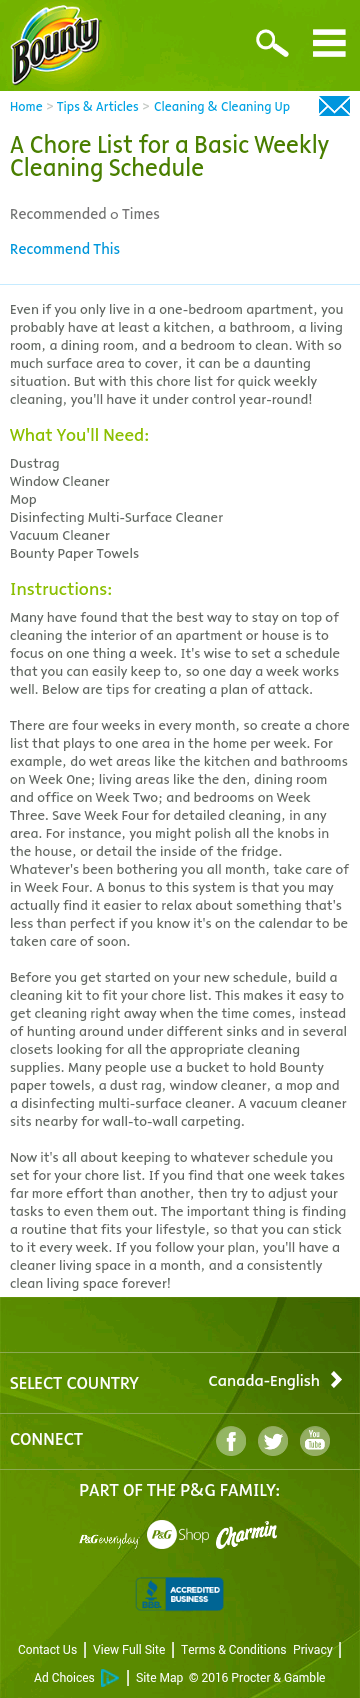 Bounty
Home > Tips & Articles > Cleaning & Cleaning Up
A Chore List for a Basic Weekly
Cleaning Schedule
Recommended 0 Times
Recommend This
Even if you only live in a one-bedroom apartment, you
probably have at least a kitchen, a bathroom, a living
room, a dining room, and a bedroom to clean. With so
much surface area to cover, it can be a daunting
situation. But with this chore list for quick weekly
cleaning, you'll have it under control year-round!
What You'll Need:
Dustrag
Window Cleaner
Mop
Disinfecting Multi-Surface Cleaner
Vacuum Cleaner
Bounty Paper Towels
Instructions:
Many have found that the best way to stay on top of
cleaning the interior of an apartment or house is to
focus on one thing a week. It's wise to set a schedule
that you can easily keep to, so one day a week works
well. Below are tips for creating a plan of attack.
There are four weeks in every month, so create a chore
list that plays to one area in the home per week. For
example, do wet areas like the kitchen and bathrooms
on Week One; living areas like the den, dining room
and office on Week Two; and bedrooms on Week
Three. Save Week Four for detailed cleaning, in any
area. For instance, you might polish all the knobs in
the house, or detail the inside of the fridge.
Whatever's been bothering you all month, take care of
in Week Four. A bonus to this system is that you may
actually find it easier to relax about something that's
less than perfect if you know it's on the calendar to be
taken care of soon.
Before you get started on your new schedule, build a
cleaning kit to fit your chore list. This makes it easy to
get cleaning right away when the time comes, instead
of hunting around under different sinks and in several
closets looking for all the appropriate cleaning
supplies. Many people use a bucket to hold Bounty
paper towels, a dust rag, window cleaner, a mop and
a disinfecting multi-surface cleaner. A vacuum cleaner
sits nearby for wall-to-wall carpeting.
Now it's all about keeping to whatever schedule you
set for your chore list. If you find that one week takes
far more effort than another, then try to adjust your
tasks to even them out. The important thing is finding
a routine that fits your lifestyle, so that you can stick
to it every week. If you follow your plan, you'll have a
cleaner living space in a month, and a consistently
clean living space forever!
SELECT COUNTRY Canada-English
CONNECT f You Tube
PART OF THE P&G FAMILY:
P&G everyday P&G Shop Charmin
BBB ACCREDITED BUSINESS
Contact Us | View Full Site | Terms & Conditions Privacy |
Ad Choices | Site Map © 2016 Procter & Gamble